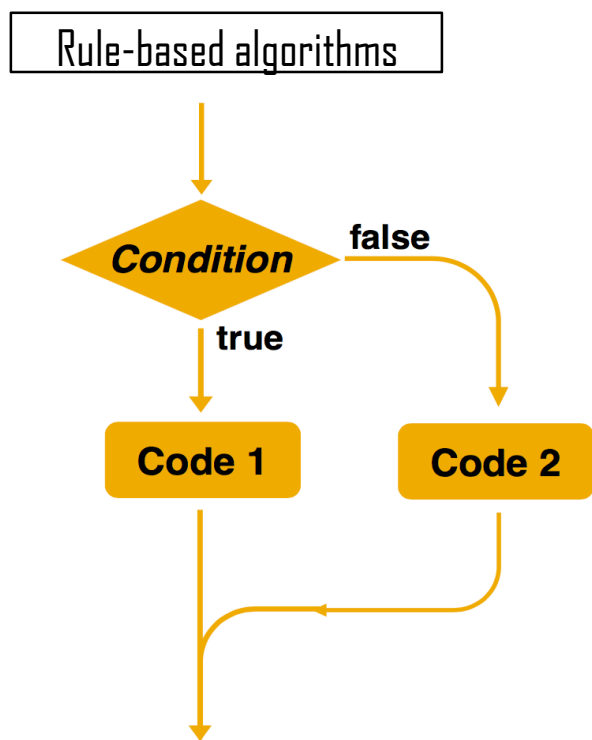 Rule-based algorithms
Condition
false
true
Code 1
Code 2